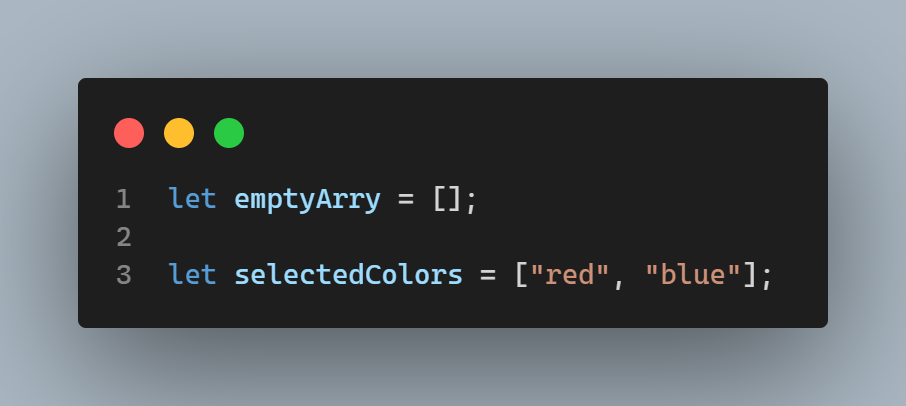 1 let emptyArry = [];
2
3 let selectedColors = ["red", "blue"];